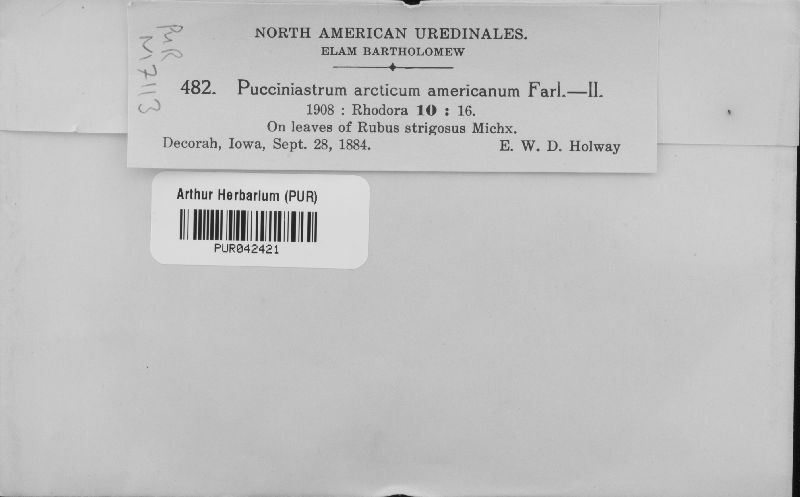 NORTH AMERICAN UREDINALES.
ELAM BARTHOLOMEW
482. Pucciniastrum arcticum americanum Farl.—II.
1908 : Rhodora 10 : 16.
On leaves of Rubus strigosus Michx.
Decorah, Iowa, Sept. 28, 1884. E. W. D. Holway
PUR
N7113
Arthur Herbarium (PUR)
PUR042421